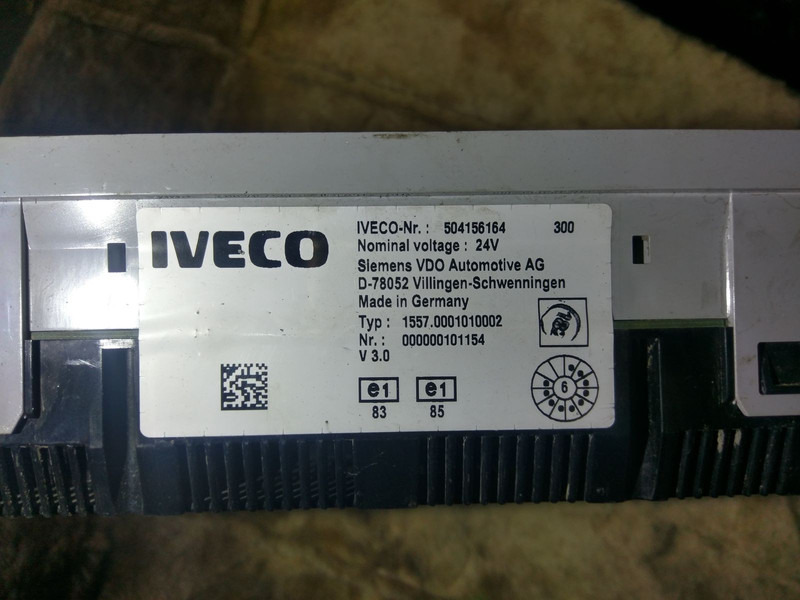 IVECO
IVECO-Nr. : 504156164 300
Nominal voltage : 24V
Siemens VDO Automotive AG
D-78052 Villingen-Schwenningen
Made in Germany
Typ : 1557.0001010002
Nr. : 000000101154
V 3.0
e1 e1
83 85
6